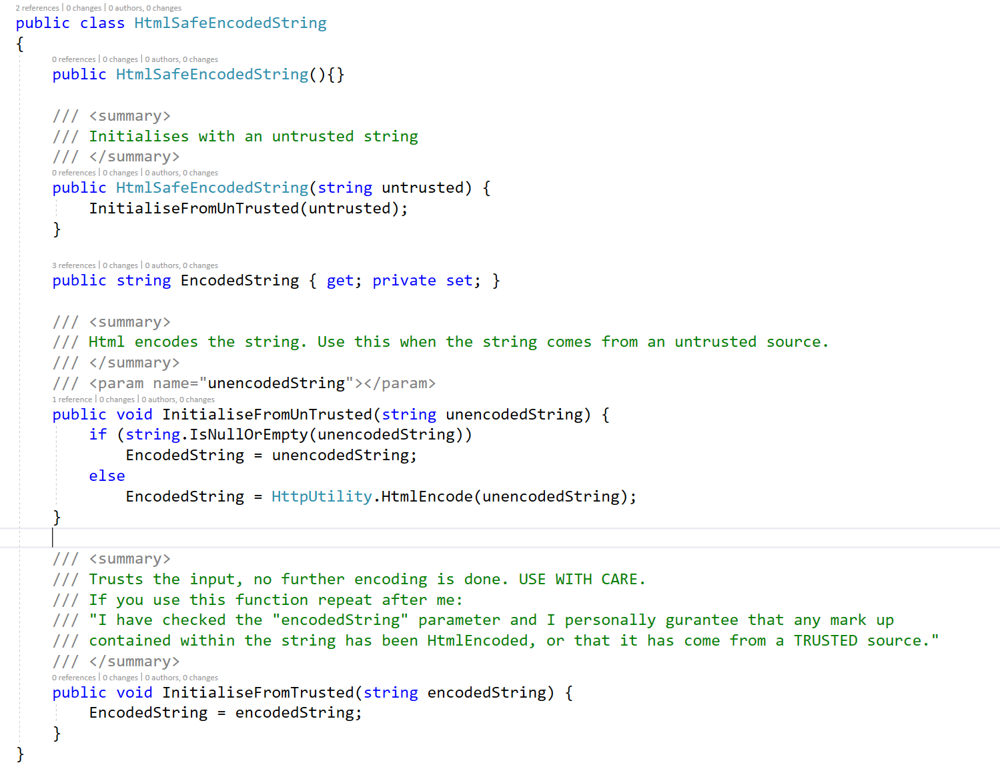 2 references | 0 changes | 0 authors, 0 changes
public class HtmlSafeEncodedString
{
0 references | 0 changes | 0 authors, 0 changes
public HtmlSafeEncodedString(){}
/// <summary>
/// Initialises with an untrusted string
/// </summary>
0 references | 0 changes | 0 authors, 0 changes
public HtmlSafeEncodedString(string untrusted) {
InitialiseFromUnTrusted(untrusted);
}
3 references | 0 changes | 0 authors, 0 changes
public string EncodedString { get; private set; }
/// <summary>
/// Html encodes the string. Use this when the string comes from an untrusted source.
/// </summary>
/// <param name="unencodedString"></param>
1 reference | 0 changes | 0 authors, 0 changes
public void InitialiseFromUnTrusted(string unencodedString) {
if (string.IsNullOrEmpty(unencodedString))
EncodedString = unencodedString;
else
EncodedString = HttpUtility.HtmlEncode(unencodedString);
}
/// <summary>
/// Trusts the input, no further encoding is done. USE WITH CARE.
/// If you use this function repeat after me:
/// "I have checked the "encodedString" parameter and I personally gurantee that any mark up
/// contained within the string has been HtmlEncoded, or that it has come from a TRUSTED source."
/// </summary>
0 references | 0 changes | 0 authors, 0 changes
public void InitialiseFromTrusted(string encodedString) {
EncodedString = encodedString;
}
}